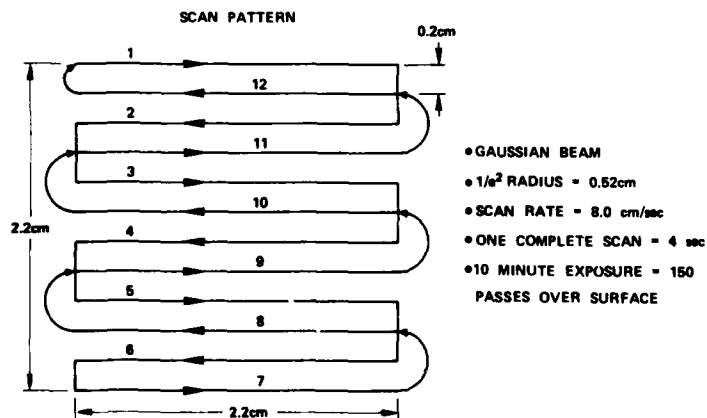 SCAN PATTERN
0.2cm
1
12
2
11
3
10
2.2cm
4
9
5
8
6
7
2.2cm
●GAUSSIAN BEAM
●1/e² RADIUS = 0.52cm
●SCAN RATE = 8.0 cm/sec
●ONE COMPLETE SCAN = 4 sec
●10 MINUTE EXPOSURE = 150
PASSES OVER SURFACE